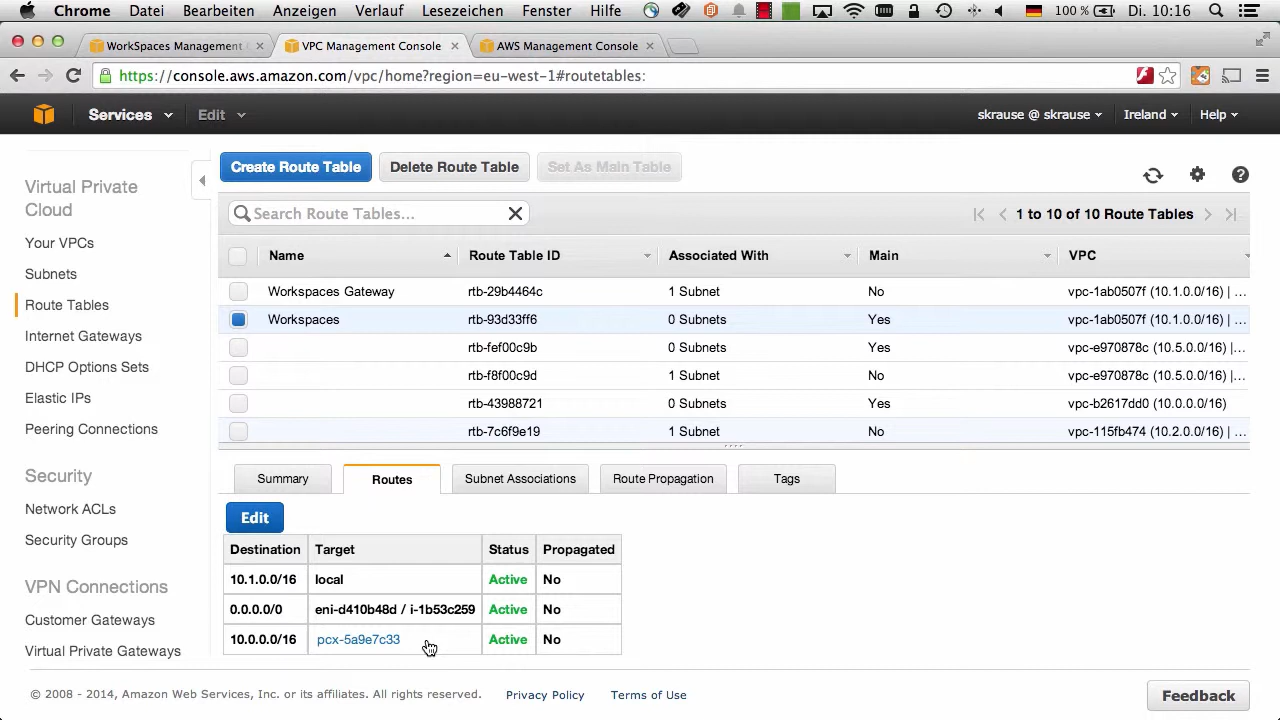 Chrome Datei Bearbeiten Anzeigen Verlauf Lesezeichen Fenster Hilfe 100 % Di. 10:16
WorkSpaces Management VPC Management Console AWS Management Console
https://console.aws.amazon.com/vpc/home?region=eu-west-1#routetables:
Services Edit skrause @ skrause Ireland Help
Create Route Table Delete Route Table Set As Main Table
Virtual Private
Cloud
Your VPCs
Subnets
Route Tables
Internet Gateways
DHCP Options Sets
Elastic IPs
Peering Connections
Security
Network ACLs
Security Groups
VPN Connections
Customer Gateways
Virtual Private Gateways
Search Route Tables... 1 to 10 of 10 Route Tables
Name Route Table ID Associated With Main VPC
Workspaces Gateway rtb-29b4464c 1 Subnet No vpc-1ab0507f (10.1.0.0/16) | ...
Workspaces rtb-93d33ff6 0 Subnets Yes vpc-1ab0507f (10.1.0.0/16) | ...
rtb-fef00c9b 0 Subnets Yes vpc-e970878c (10.5.0.0/16) |...
rtb-f8f00c9d 1 Subnet No vpc-e970878c (10.5.0.0/16) |...
rtb-43988721 0 Subnets Yes vpc-b2617dd0 (10.0.0.0/16)
rtb-7c6f9e19 1 Subnet No vpc-115fb474 (10.2.0.0/16) | ...
Summary Routes Subnet Associations Route Propagation Tags
Edit
Destination Target Status Propagated
10.1.0.0/16 local Active No
0.0.0.0/0 eni-d410b48d / i-1b53c259 Active No
10.0.0.0/16 pcx-5a9e7c33 Active No
© 2008 - 2014, Amazon Web Services, Inc. or its affiliates. All rights reserved. Privacy Policy Terms of Use Feedback